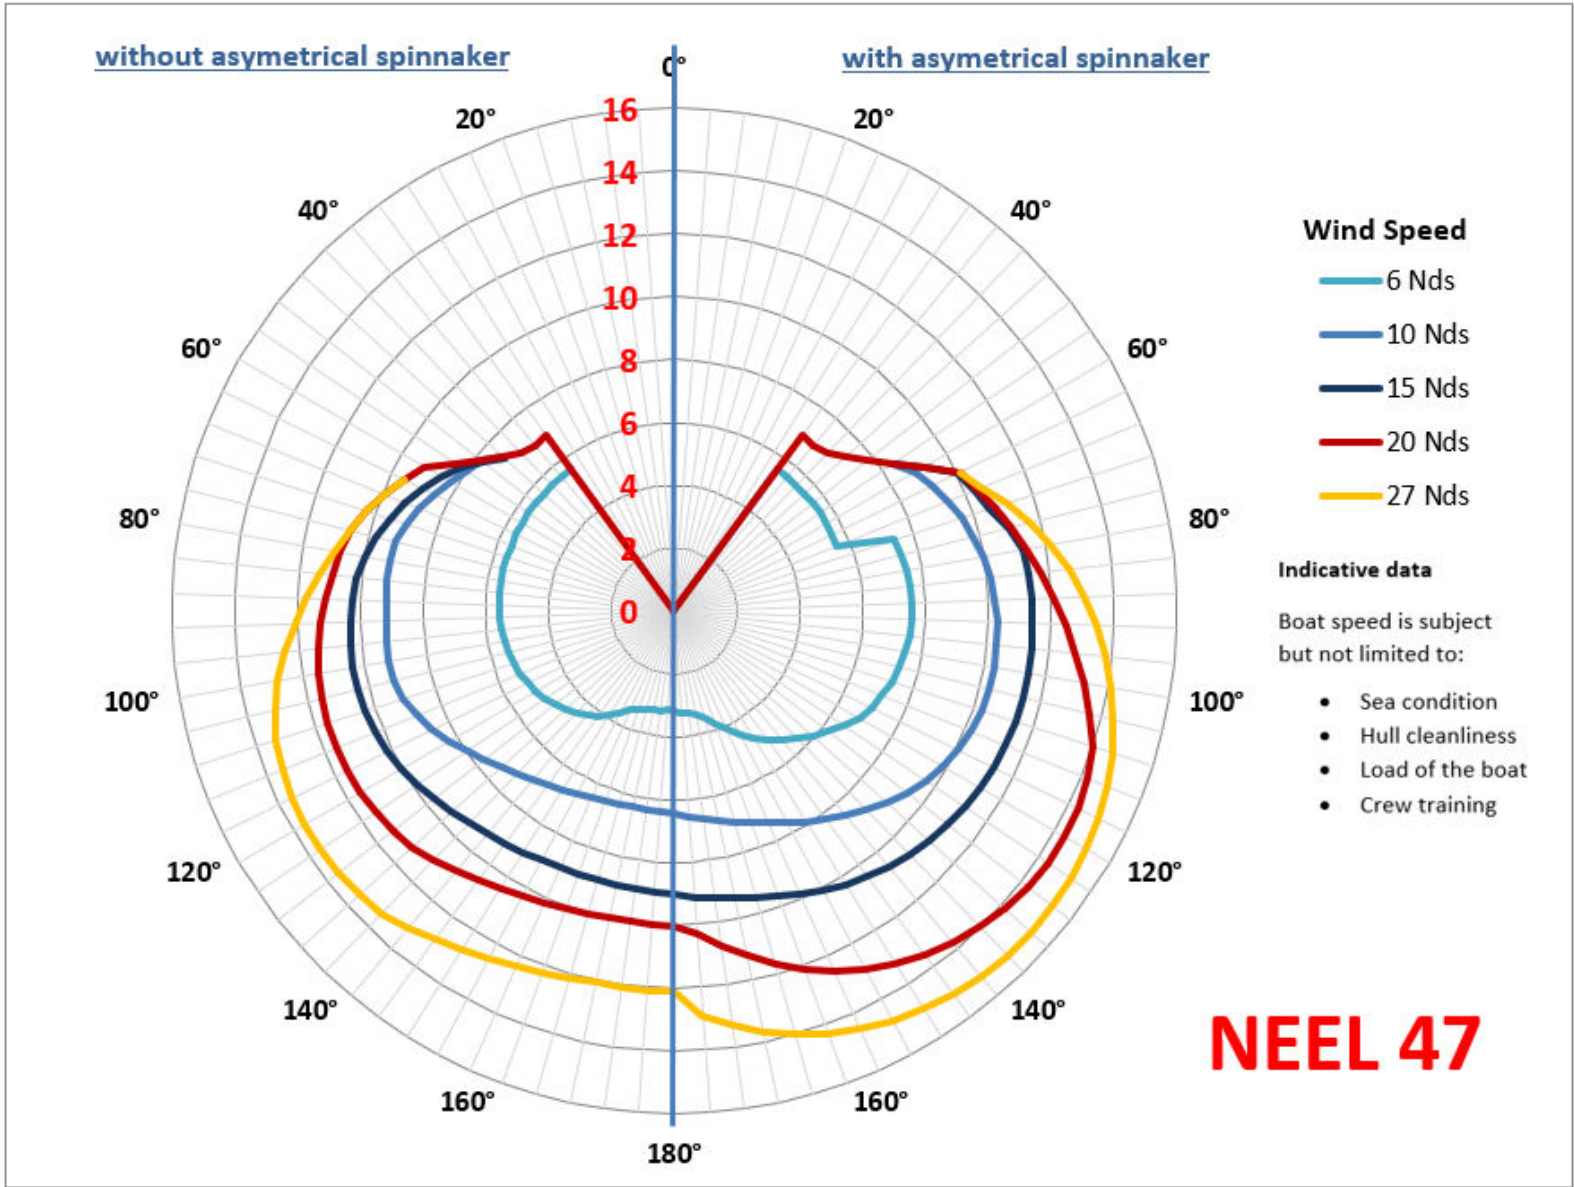 without asymetrical spinnaker
with asymetrical spinnaker
0°
20°
20°
40°
40°
60°
60°
80°
80°
100°
100°
120°
120°
140°
140°
160°
160°
180°
16
14
12
10
8
6
4
2
0
Wind Speed
6 Nds
10 Nds
15 Nds
20 Nds
27 Nds
Indicative data
Boat speed is subject
but not limited to:
• Sea condition
• Hull cleanliness
• Load of the boat
• Crew training
NEEL 47